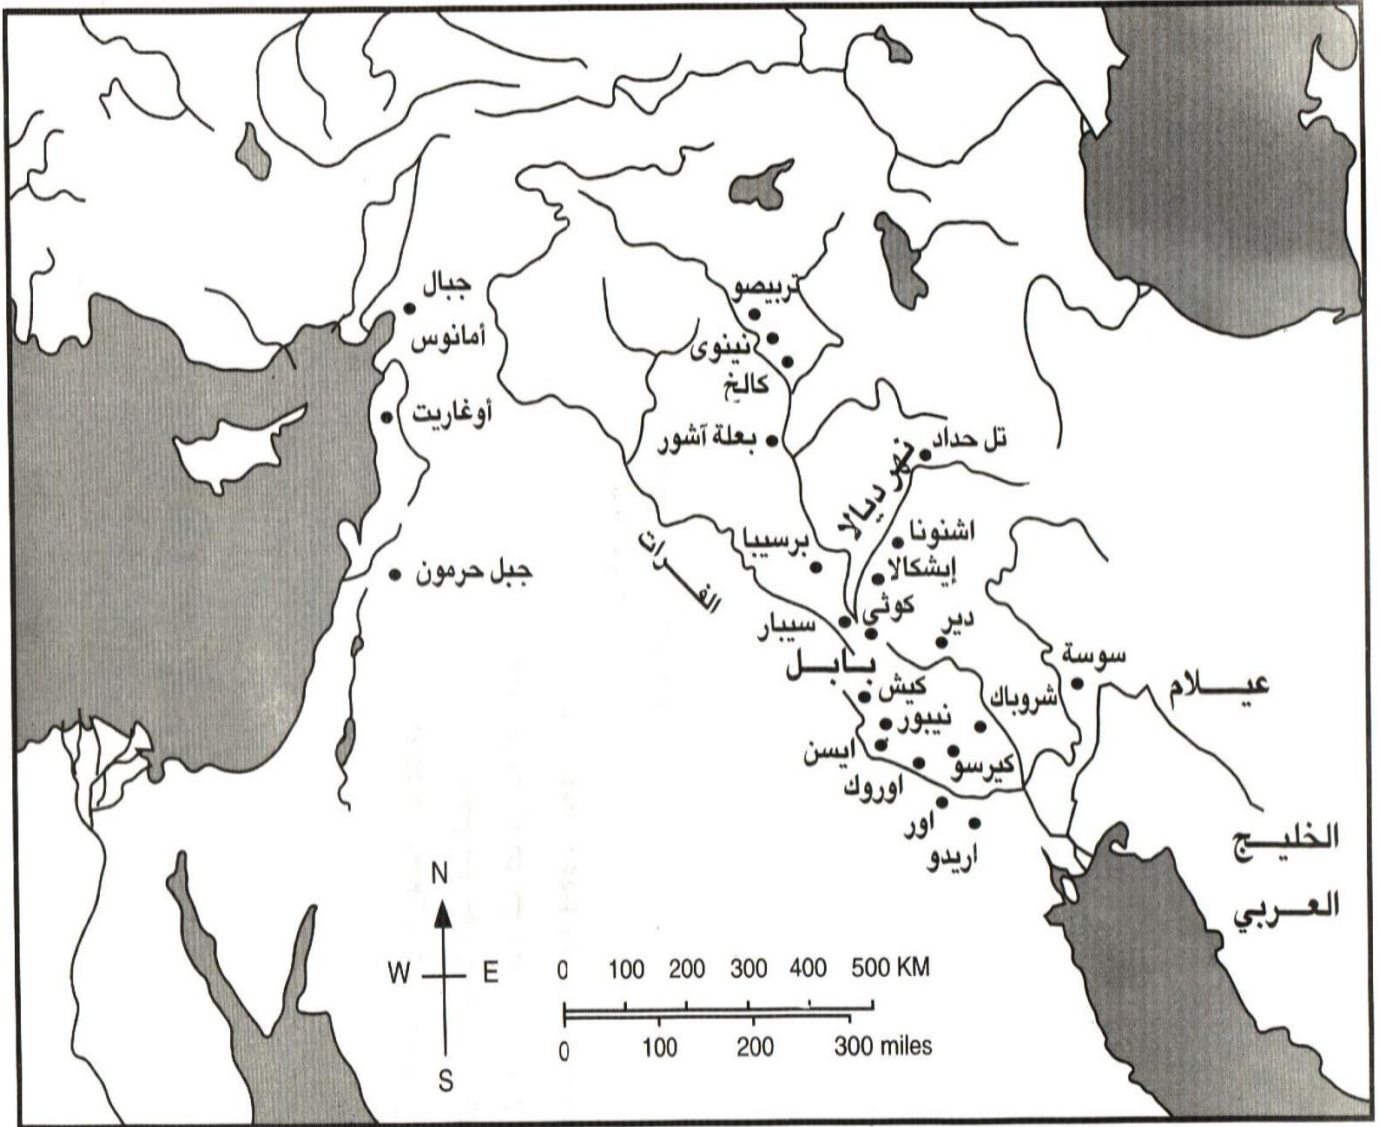 جبال
أمانوس
أوغاريت
جبل حرمون
تربيصو
نينوى
كالخ
بعلة آشور
تل حداد
نهر ديالا
الفرات
برسيبا
اشنونا
إيشكالا
كوثي
سيبار
دير
بابل
سوسة
عيلام
كيش
شروباك
نيبور
ايسن
كيرسو
اوروك
اور
اريدو
الخليج
العربي
N
W E
S
0 100 200 300 400 500 KM
0 100 200 300 miles